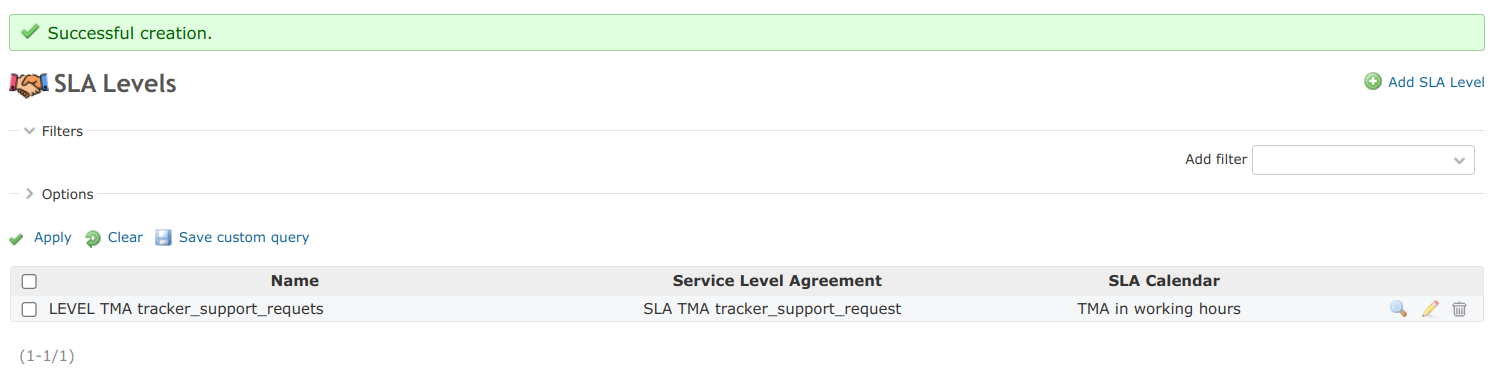 Successful creation.
SLA Levels
Add SLA Level
Filters
Add filter
Options
Apply Clear Save custom query
Name Service Level Agreement SLA Calendar
LEVEL TMA tracker_support_requets SLA TMA tracker_support_request TMA in working hours
(1-1/1)